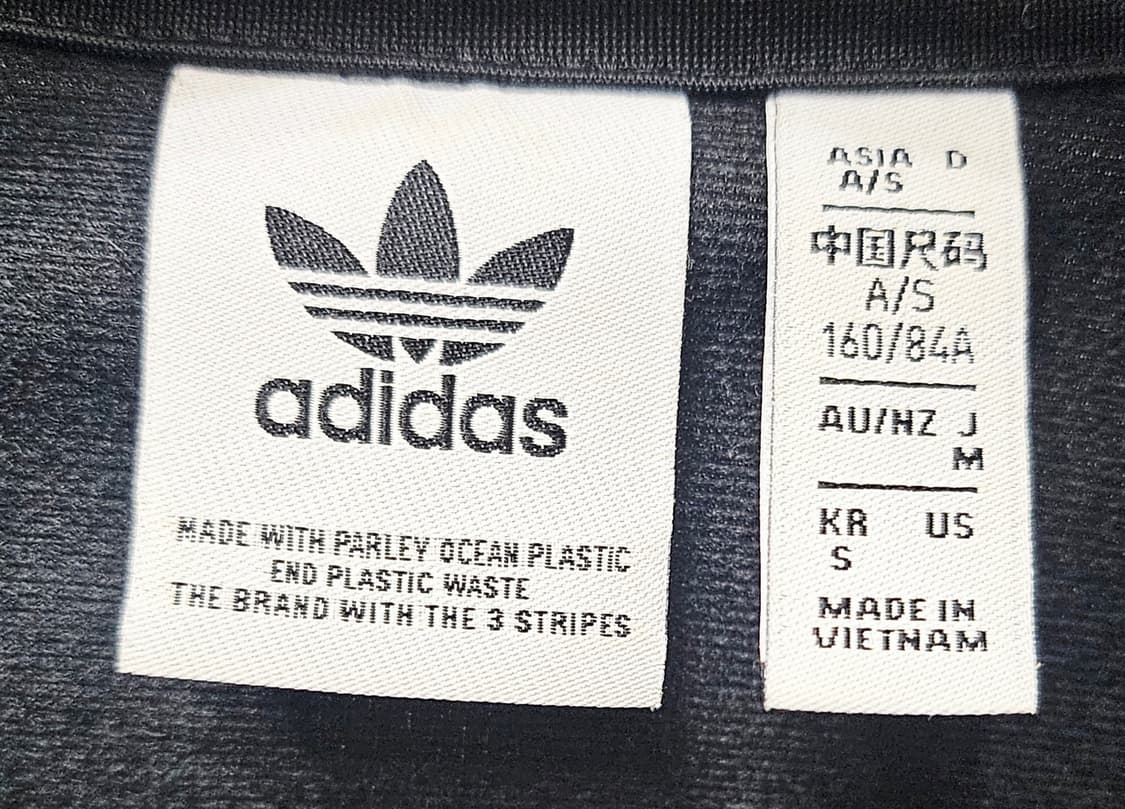 adidas
MADE WITH PARLEY OCEAN PLASTIC
END PLASTIC WASTE
THE BRAND WITH THE 3 STRIPES
ASIA D
A/S
中国尺码
A/S
160/84A
AU/NZ J
M
KR US
S
MADE IN
VIETNAM